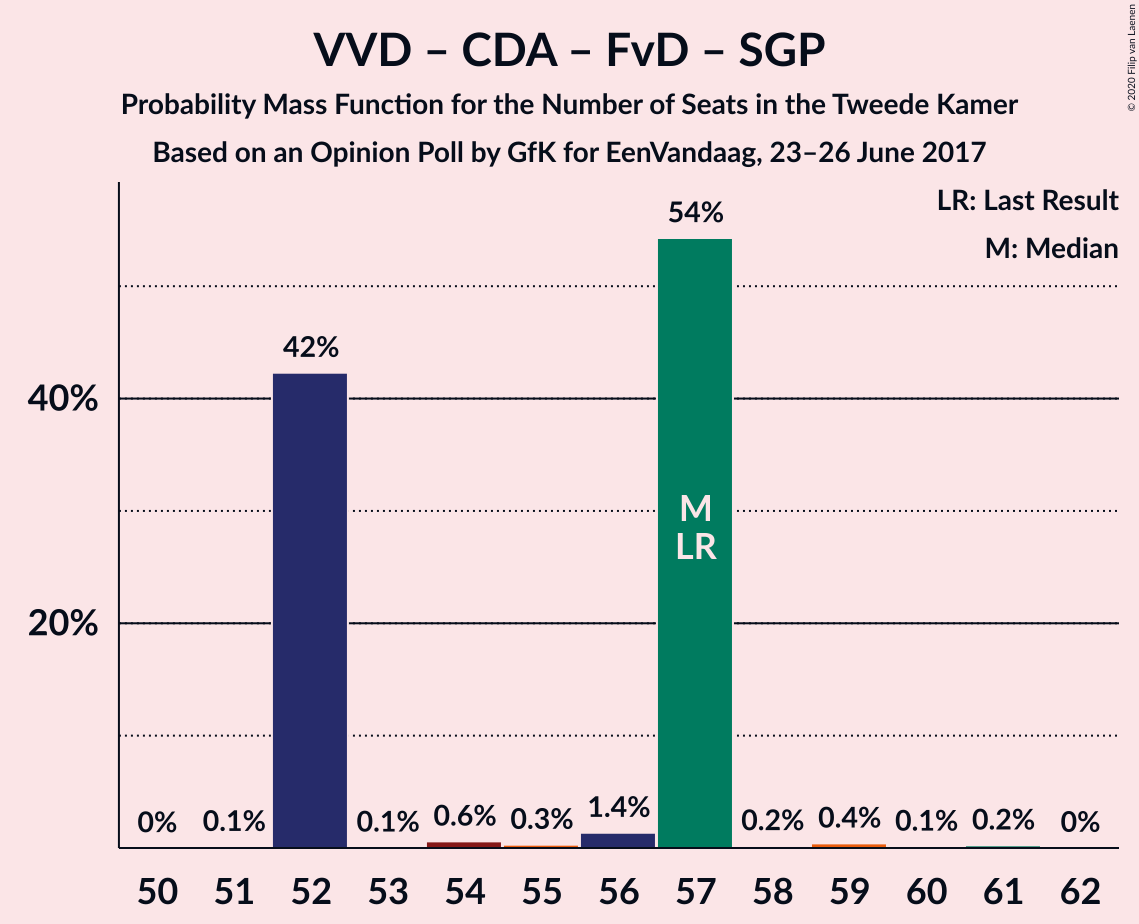 VVD – CDA – FvD – SGP
Probability Mass Function for the Number of Seats in the Tweede Kamer
Based on an Opinion Poll by GfK for EenVandaag, 23–26 June 2017
© 2020 Filip van Laenen
LR: Last Result
M: Median
54%
42%
40%
M
LR
20%
0% 0.1% 0.1% 0.6% 0.3% 1.4% 0.2% 0.4% 0.1% 0.2% 0%
50 51 52 53 54 55 56 57 58 59 60 61 62